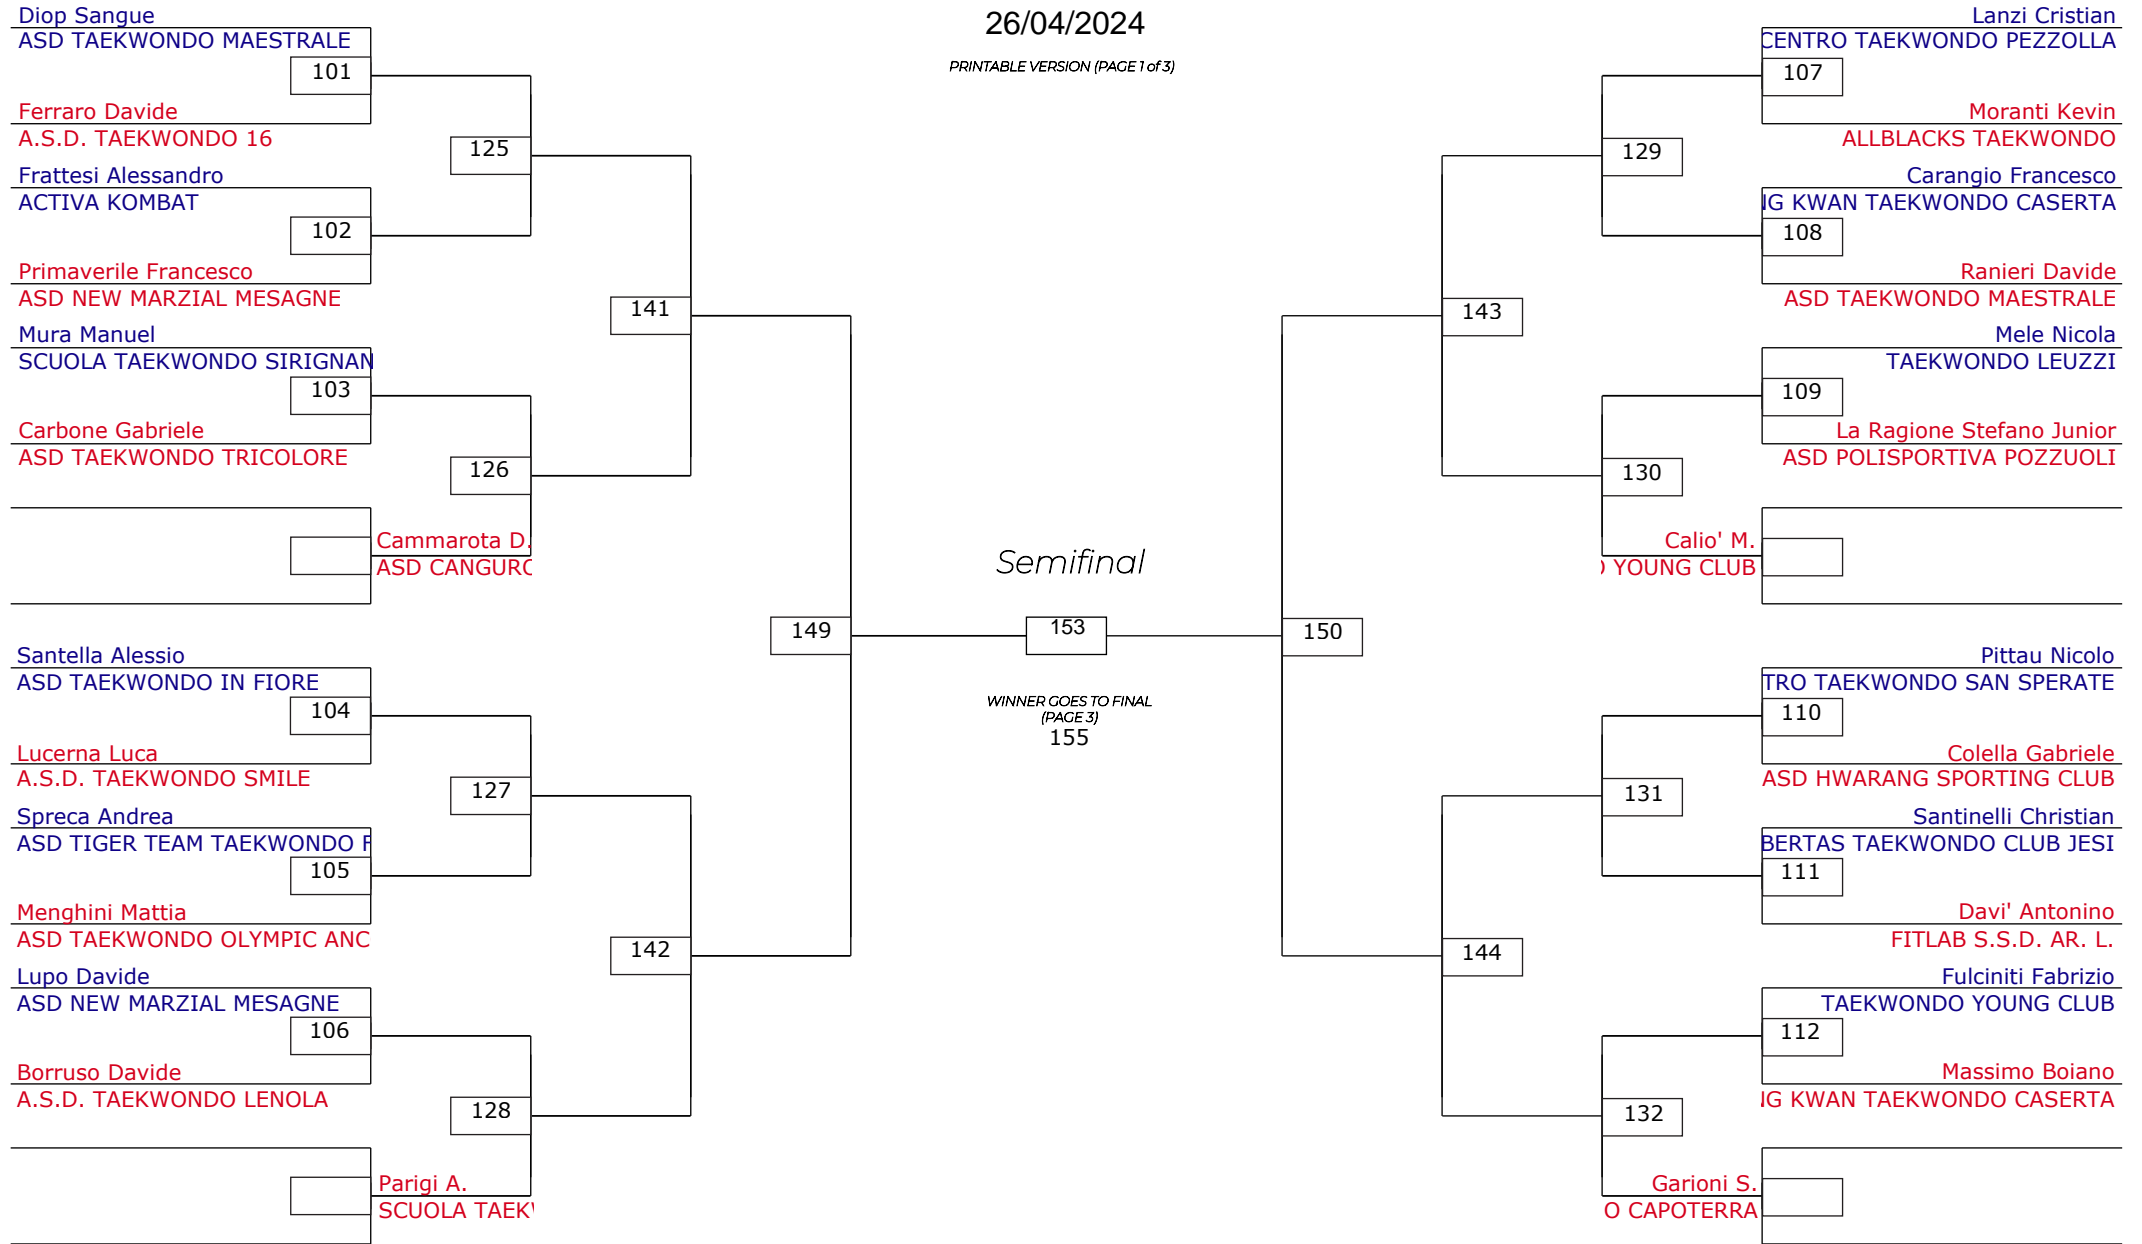 26/04/2024
PRINTABLE VERSION (PAGE 1 of 3)
Diop Sangue
ASD TAEKWONDO MAESTRALE
101
Ferraro Davide
A.S.D. TAEKWONDO 16
125
Frattesi Alessandro
ACTIVA KOMBAT
102
Primaverile Francesco
ASD NEW MARZIAL MESAGNE
141
Mura Manuel
SCUOLA TAEKWONDO SIRIGNAN
103
Carbone Gabriele
ASD TAEKWONDO TRICOLORE
126
Cammarota D.
ASD CANGURO
149
Santella Alessio
ASD TAEKWONDO IN FIORE
104
Lucerna Luca
A.S.D. TAEKWONDO SMILE
127
Spreca Andrea
ASD TIGER TEAM TAEKWONDO F
105
Menghini Mattia
ASD TAEKWONDO OLYMPIC ANC
142
Lupo Davide
ASD NEW MARZIAL MESAGNE
106
Borruso Davide
A.S.D. TAEKWONDO LENOLA
128
Parigi A.
SCUOLA TAEK
Semifinal
153
WINNER GOES TO FINAL
(PAGE 3)
155
Lanzi Cristian
CENTRO TAEKWONDO PEZZOLLA
107
Moranti Kevin
ALLBLACKS TAEKWONDO
129
Carangio Francesco
NG KWAN TAEKWONDO CASERTA
108
Ranieri Davide
ASD TAEKWONDO MAESTRALE
143
Mele Nicola
TAEKWONDO LEUZZI
109
La Ragione Stefano Junior
ASD POLISPORTIVA POZZUOLI
130
Calio' M.
O YOUNG CLUB
150
Pittau Nicolo
TRO TAEKWONDO SAN SPERATE
110
Colella Gabriele
ASD HWARANG SPORTING CLUB
131
Santinelli Christian
BERTAS TAEKWONDO CLUB JESI
111
Davi' Antonino
FITLAB S.S.D. AR. L.
144
Fulciniti Fabrizio
TAEKWONDO YOUNG CLUB
112
Massimo Boiano
NG KWAN TAEKWONDO CASERTA
132
Garioni S.
O CAPOTERRA